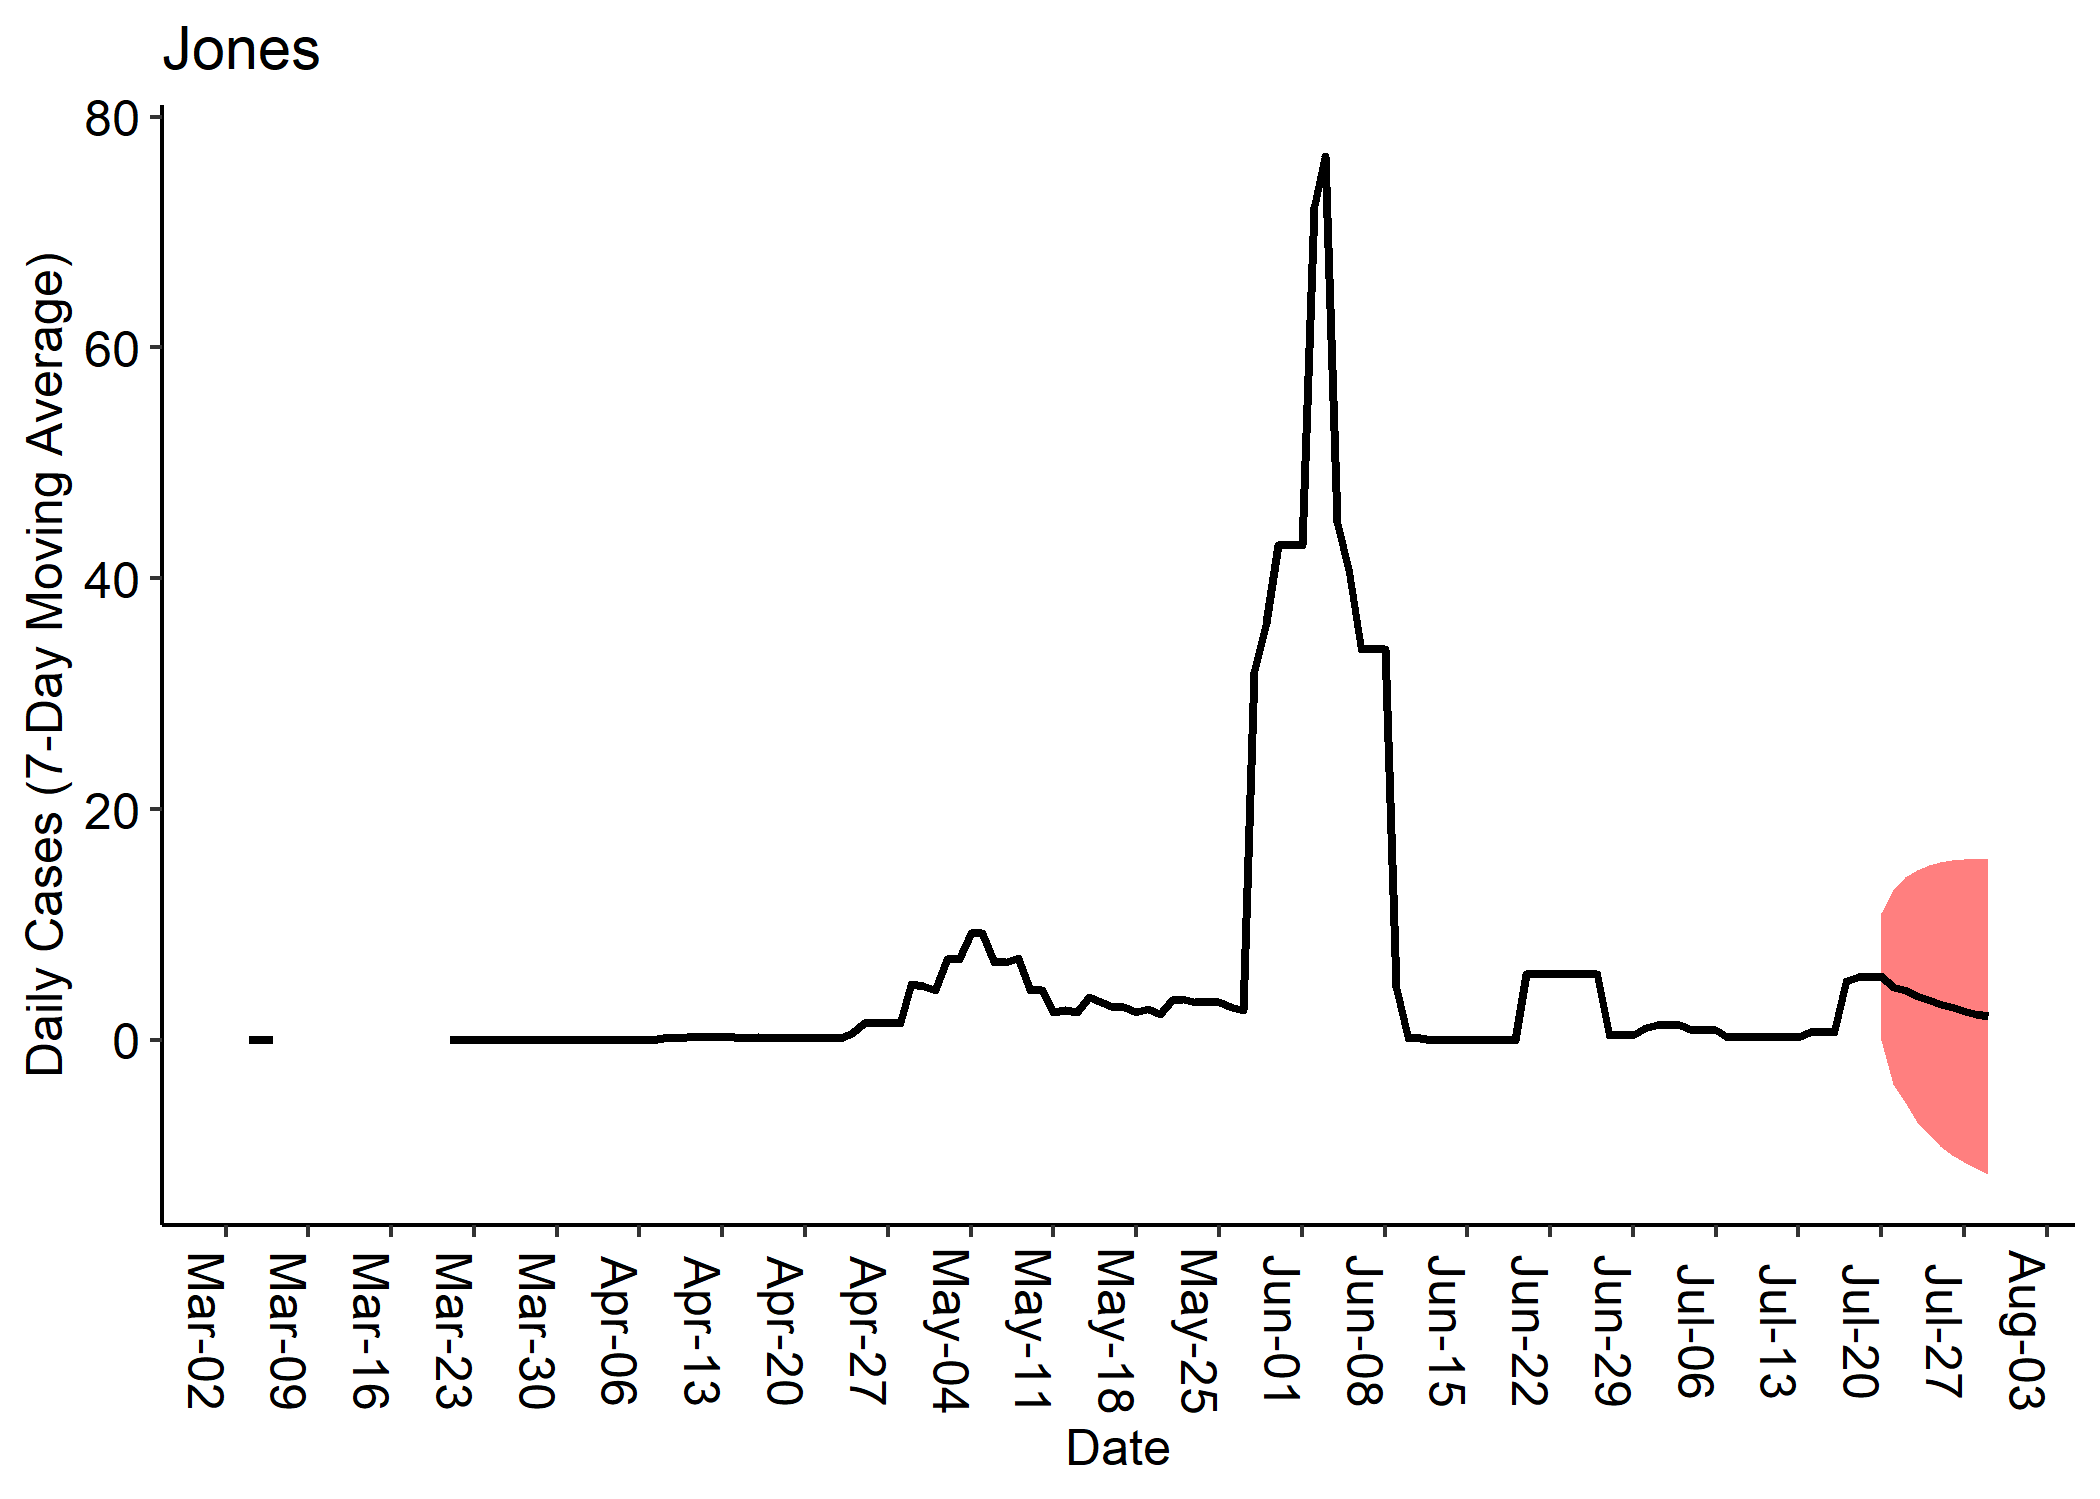 Jones
Daily Cases (7-Day Moving Average)
80
60
40
20
0
Mar-02
Mar-09
Mar-16
Mar-23
Mar-30
Apr-06
Apr-13
Apr-20
Apr-27
May-04
May-11
May-18
May-25
Jun-01
Jun-08
Jun-15
Jun-22
Jun-29
Jul-06
Jul-13
Jul-20
Jul-27
Aug-03
Date